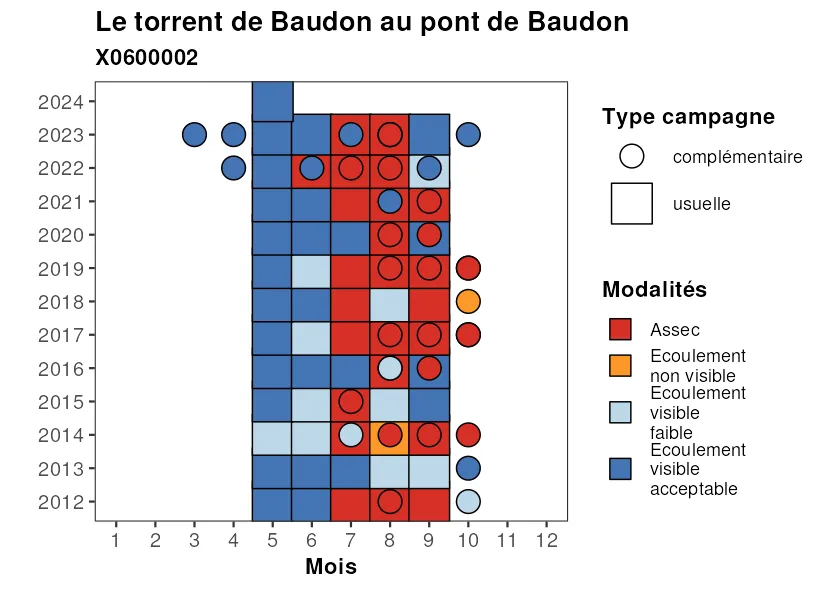 Le torrent de Baudon au pont de Baudon
X0600002
2024
2023
2022
2021
2020
2019
2018
2017
2016
2015
2014
2013
2012
1 2 3 4 5 6 7 8 9 10 11 12
Mois
Type campagne
complémentaire
usuelle
Modalités
Assec
Ecoulement
non visible
Ecoulement
visible
faible
Ecoulement
visible
acceptable